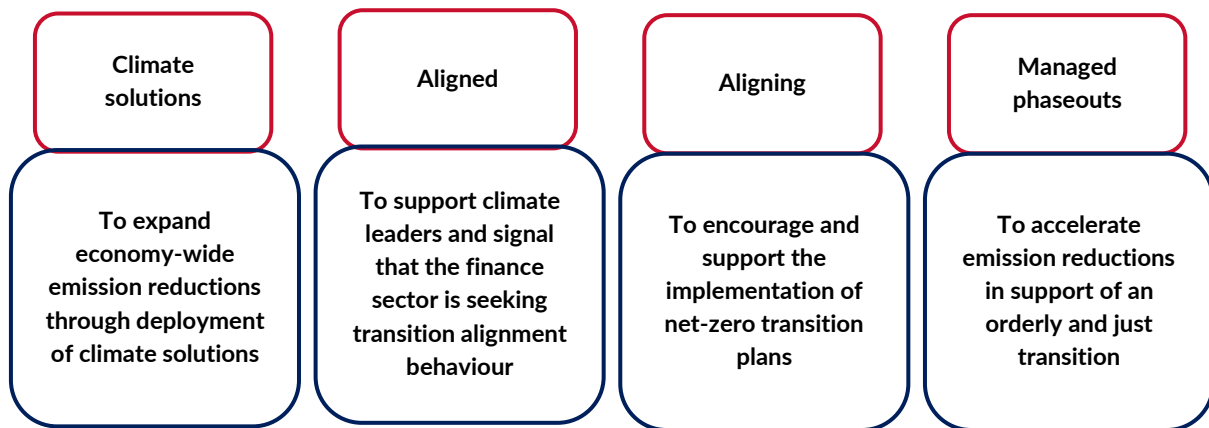 Climate
solutions
To expand
economy-wide
emission reductions
through deployment
of climate solutions
Aligned
To support climate
leaders and signal
that the finance
sector is seeking
transition alignment
behaviour
Aligning
To encourage and
support the
implementation of
net-zero transition
plans
Managed
phaseouts
To accelerate
emission reductions
in support of an
orderly and just
transition